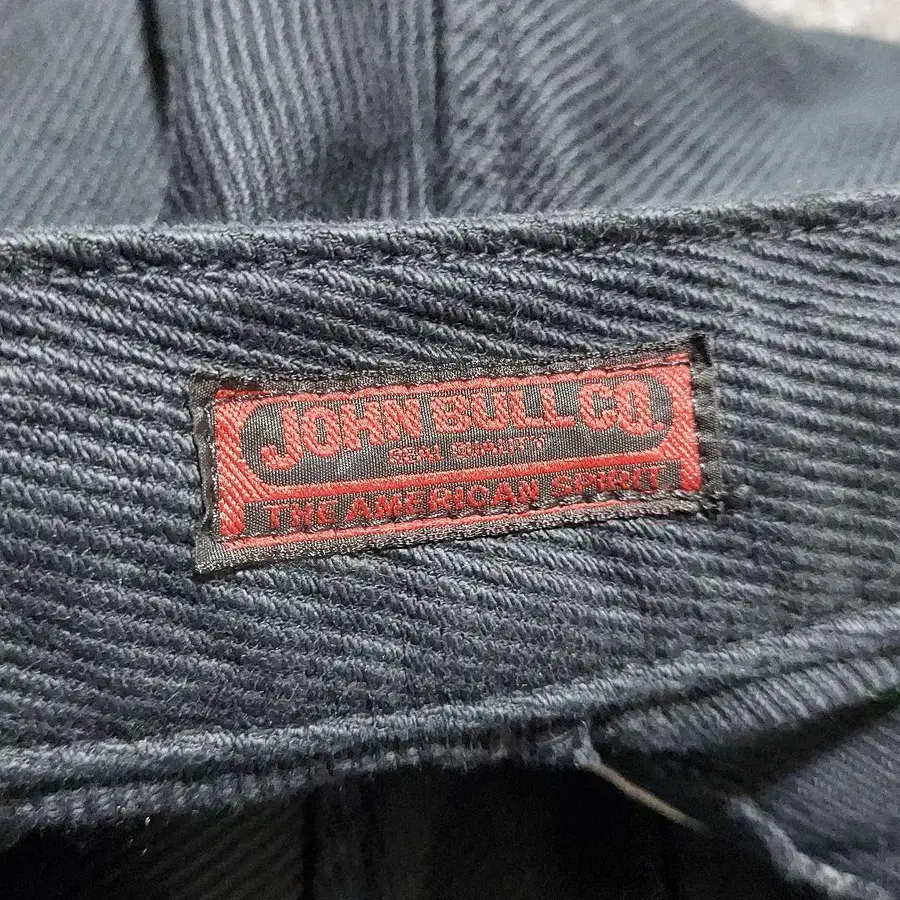 JOHN BULL CO.
REAL QUALITY
THE AMERICAN SPIRIT